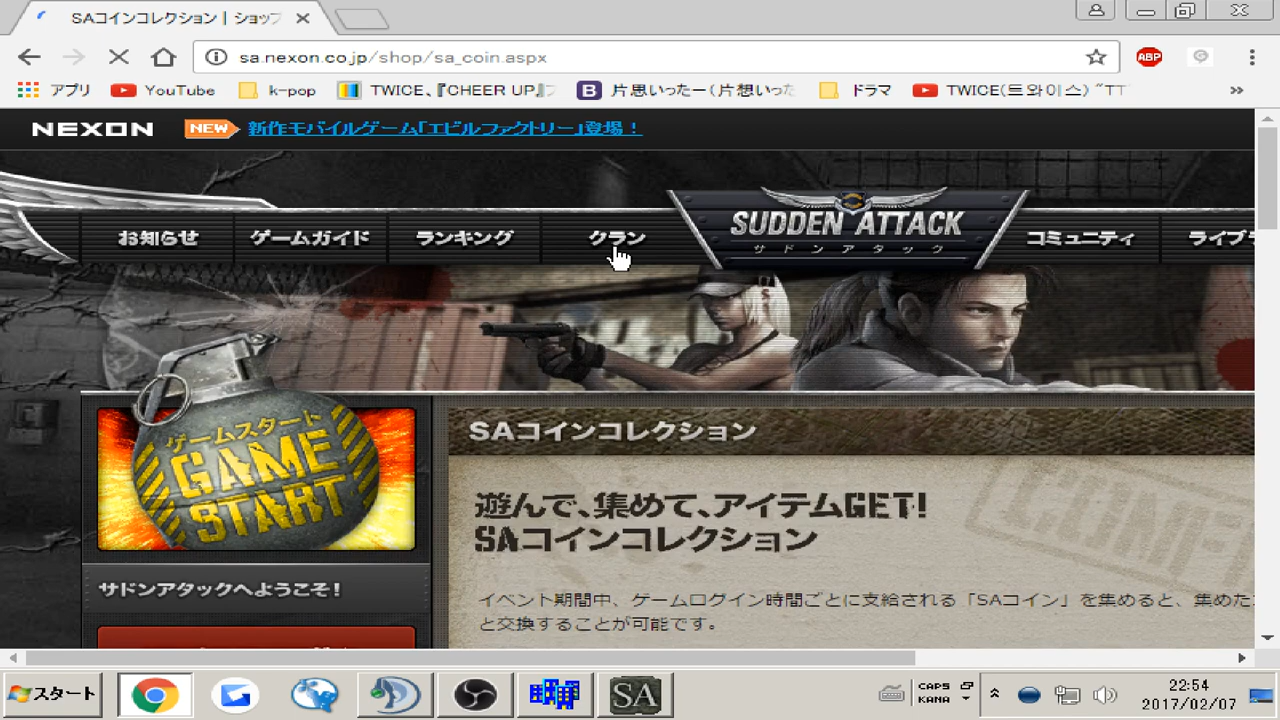 SAコインコレクション | ショップ
sa.nexon.co.jp/shop/sa_coin.aspx
ABP
アプリ YouTube k-pop TWICE、『CHEER UP』 B 片思いったー(片想いった ドラマ TWICE(트와이스) "TT
NEXON NEW 新作モバイルゲーム「エビルファクトリー」登場！
お知らせ ゲームガイド ランキング クラン SUDDEN ATTACK コミュニティ ライブ
サドンアタック
ゲームスタート
GAME
START
SAコインコレクション
遊んで、集めて、アイテムGET!
SAコインコレクション
サドンアタックへようこそ!
イベント期間中、ゲームログイン時間ごとに支給される「SAコイン」を集めると、集めた
と交換することが可能です。
スタート SA CAPS KANA 22:54
2017/02/07